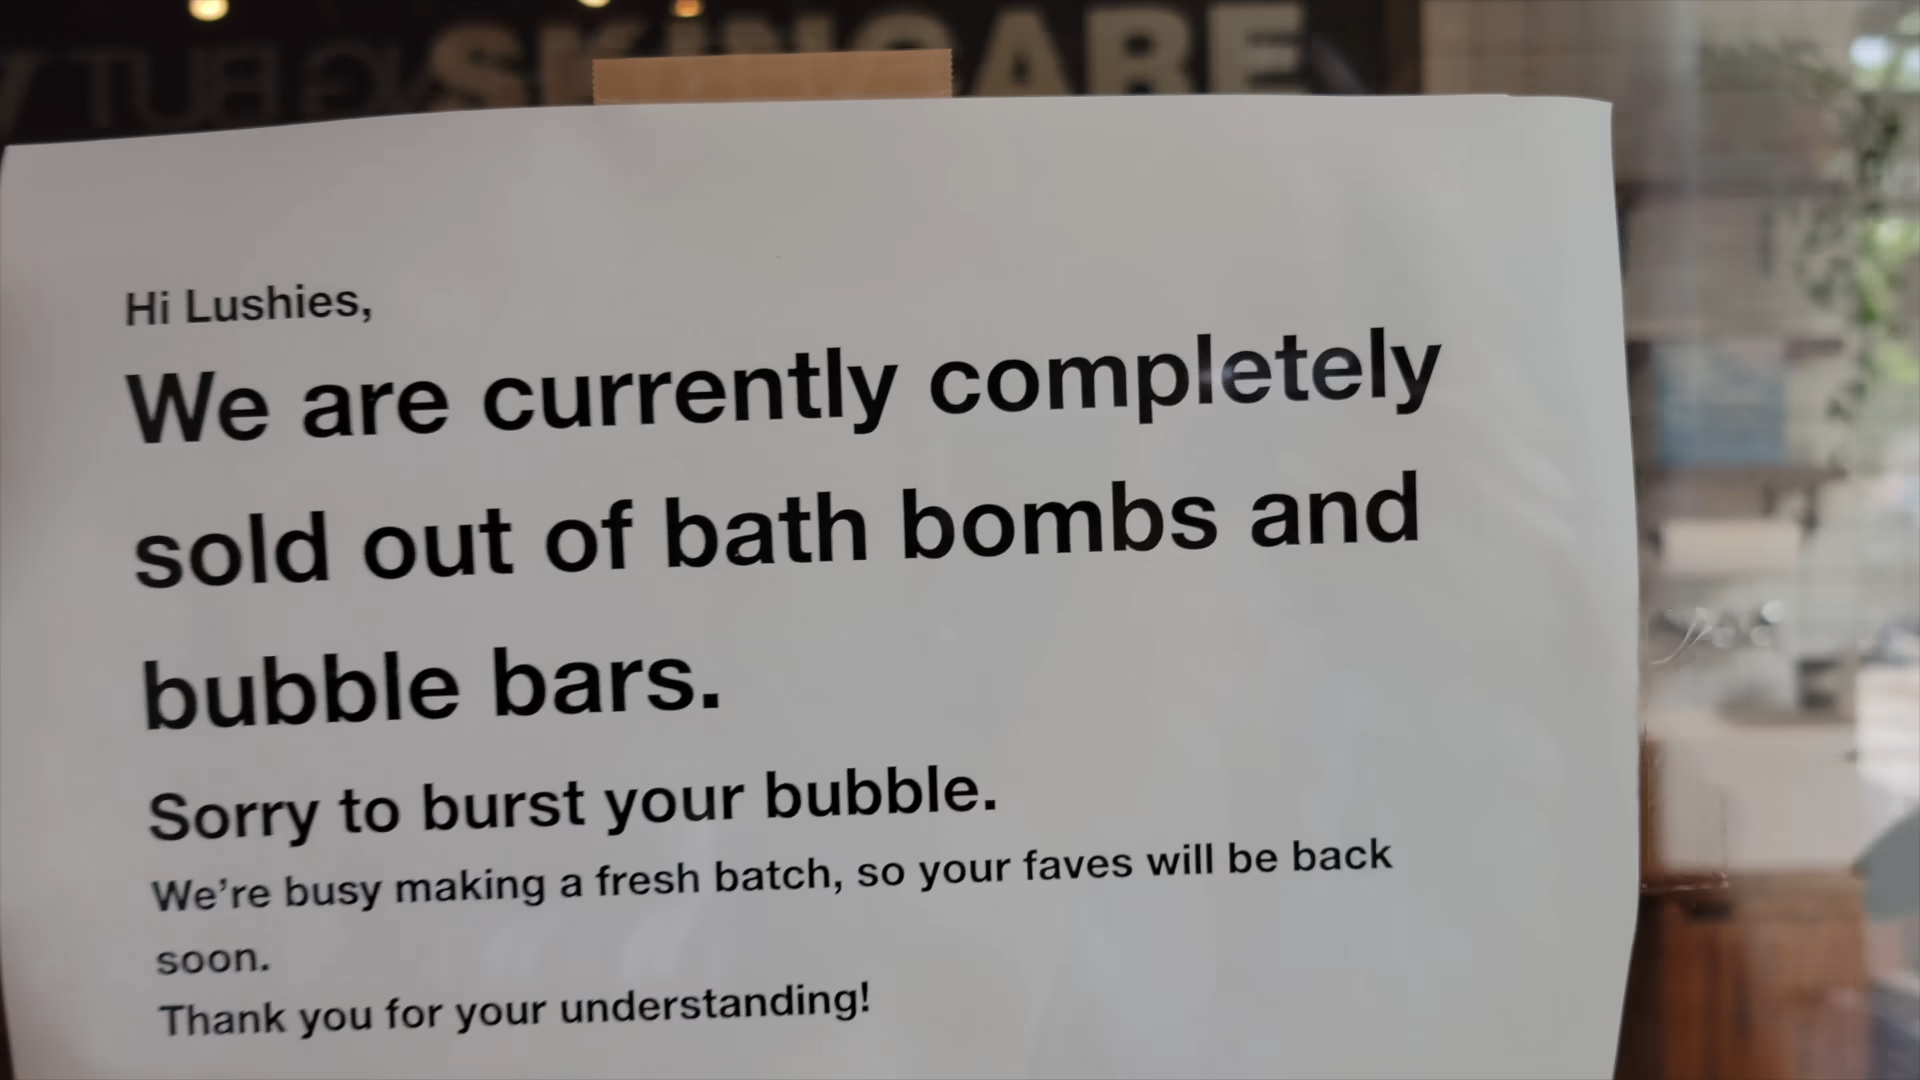 SKINCARE
Hi Lushies,
We are currently completely
sold out of bath bombs and
bubble bars.
Sorry to burst your bubble.
We're busy making a fresh batch, so your faves will be back
soon.
Thank you for your understanding!